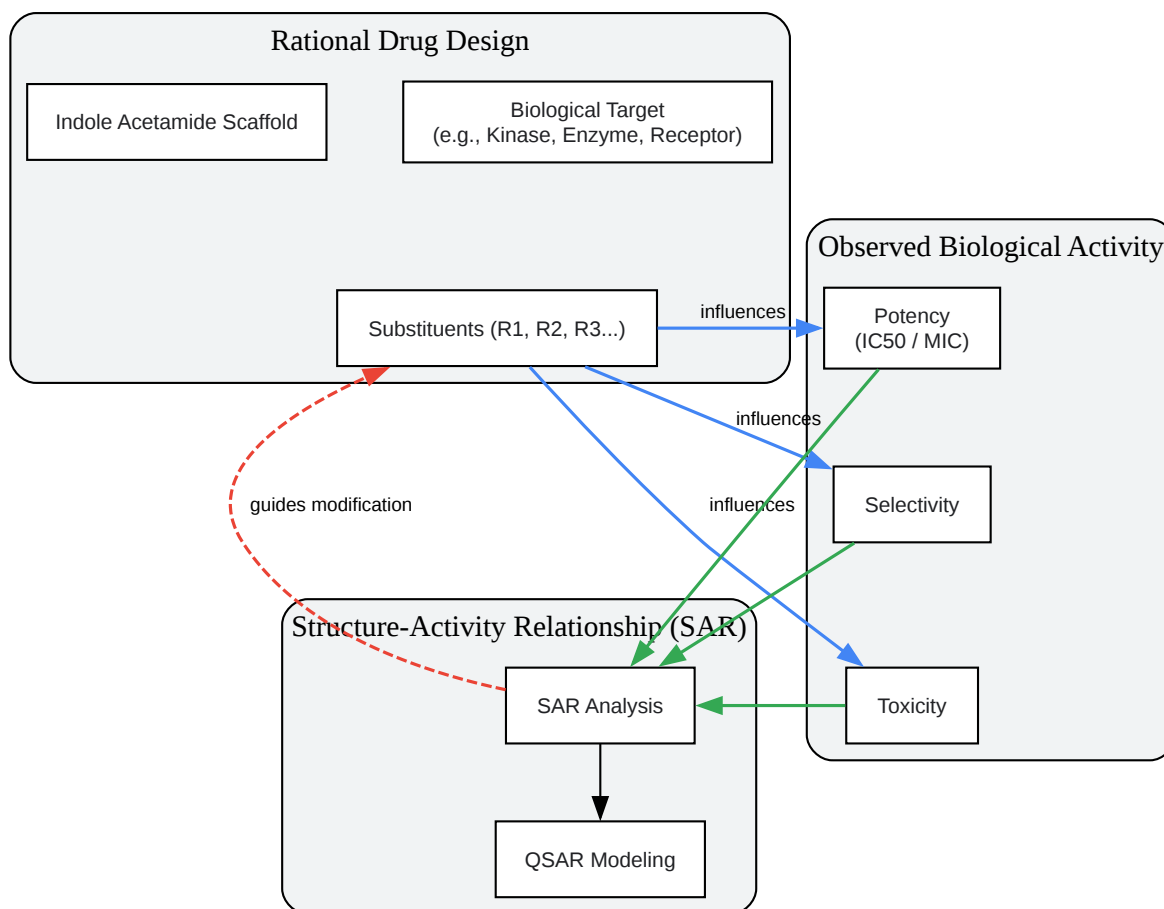 Rational Drug Design
Indole Acetamide Scaffold
Biological Target
(e.g., Kinase, Enzyme, Receptor)
Substituents (R1, R2, R3...)
influences
Observed Biological Activity
Potency
(IC50 / MIC)
influences
guides modification
influences
Selectivity
Structure-Activity Relationship (SAR)
SAR Analysis
Toxicity
QSAR Modeling